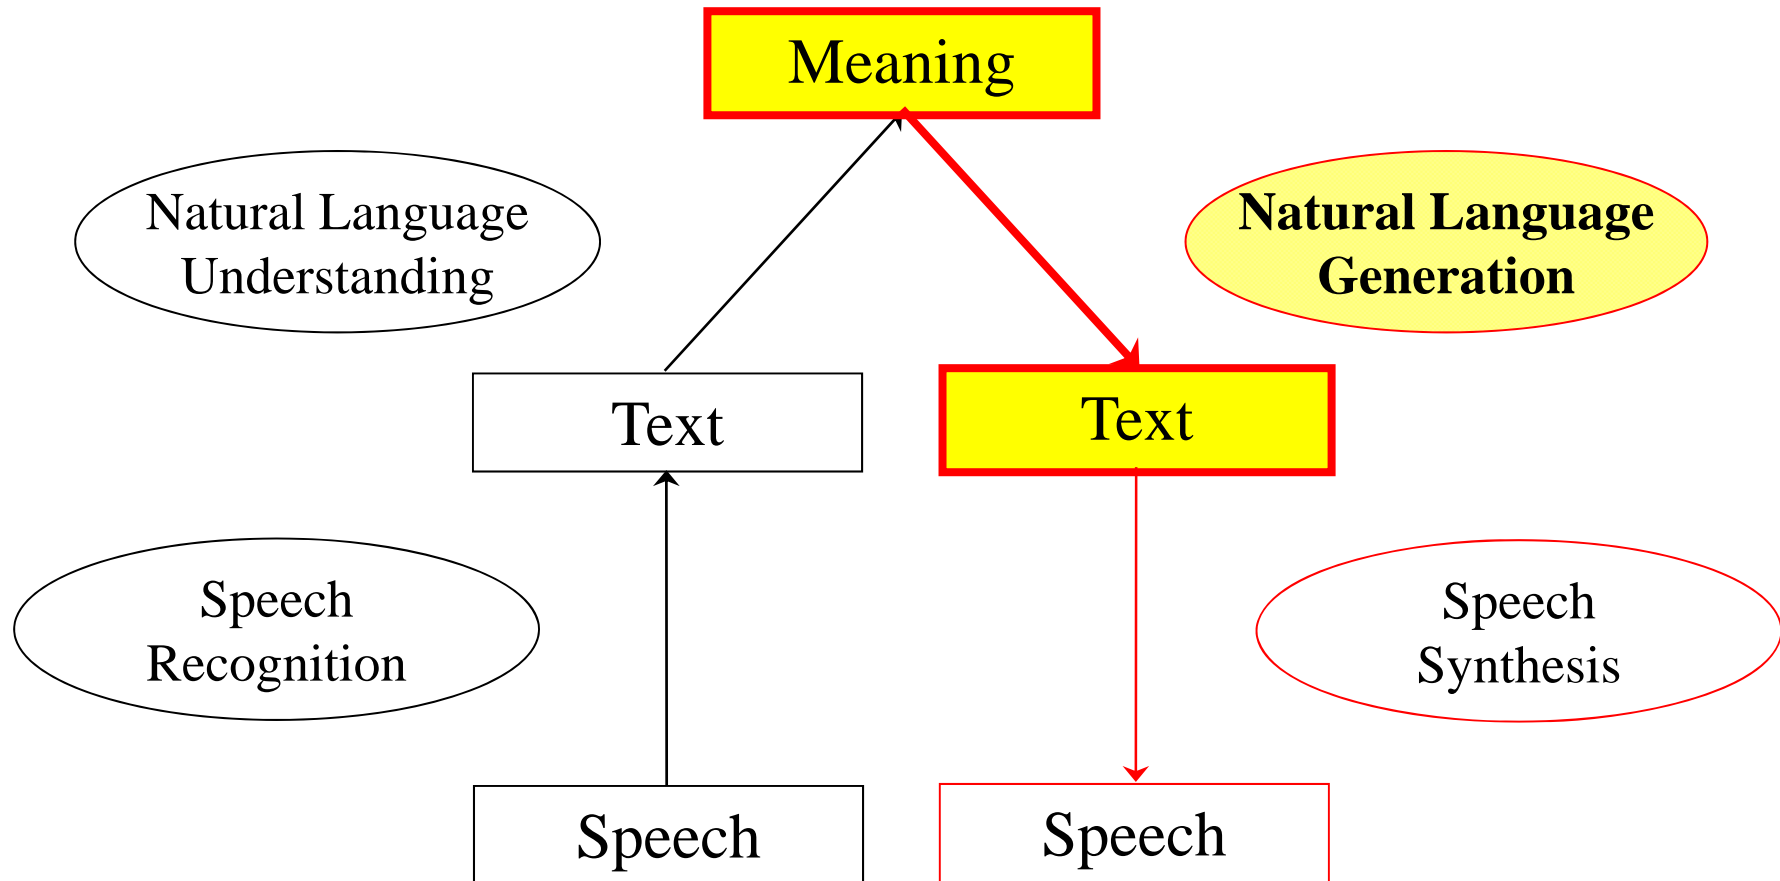 Meaning
Natural Language
Understanding
Natural Language
Generation
Text
Text
Speech
Recognition
Speech
Synthesis
Speech
Speech